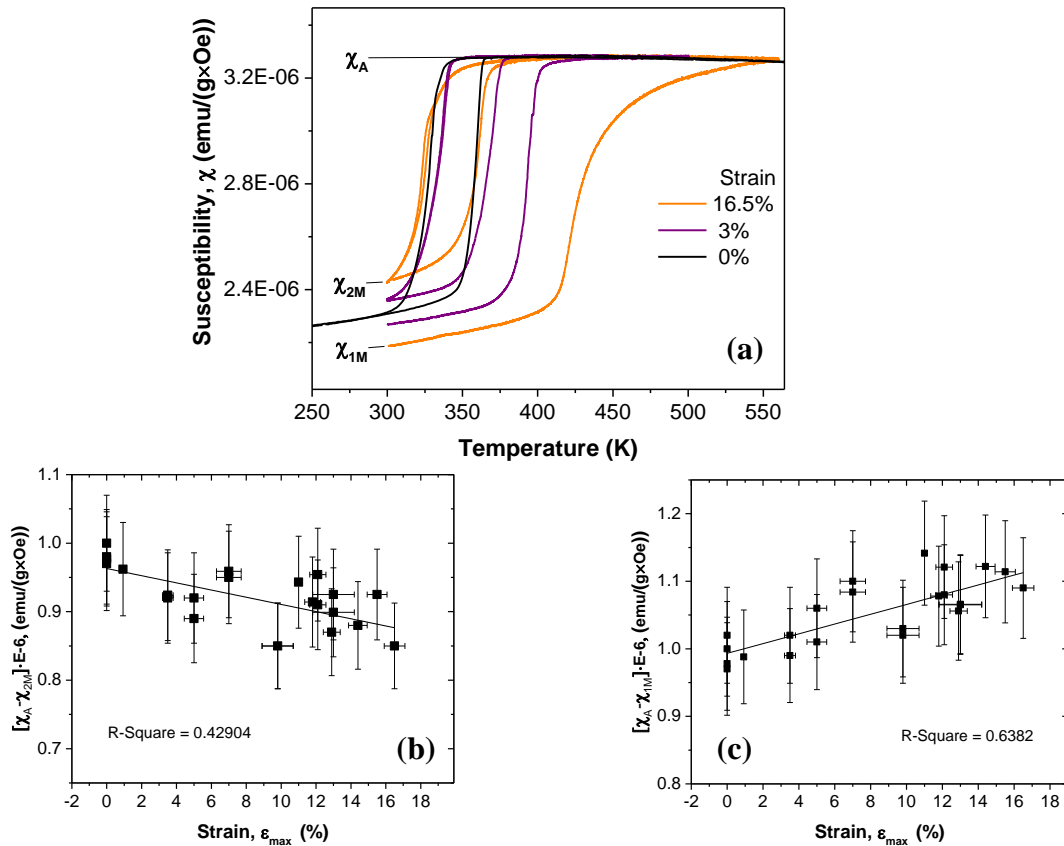 Susceptibility, χ (emu/(g×Oe)
3.2E-06
2.8E-06
2.4E-06
χA
χ2M
χ1M
Strain
16.5%
3%
0%
(a)
250 300 350 400 450 500 550
Temperature (K)
[χA-χ2M]·E-6, (emu/(g×Oe))
1.1
1.0
0.9
0.8
0.7
0.6
R-Square = 0.42904
(b)
-2 0 2 4 6 8 10 12 14 16 18
Strain, εmax (%)
[χA-χ1M]·E-6, (emu/(g×Oe))
1.2
1.1
1.0
0.9
0.8
R-Square = 0.6382
(c)
-2 0 2 4 6 8 10 12 14 16 18
Strain, εmax (%)